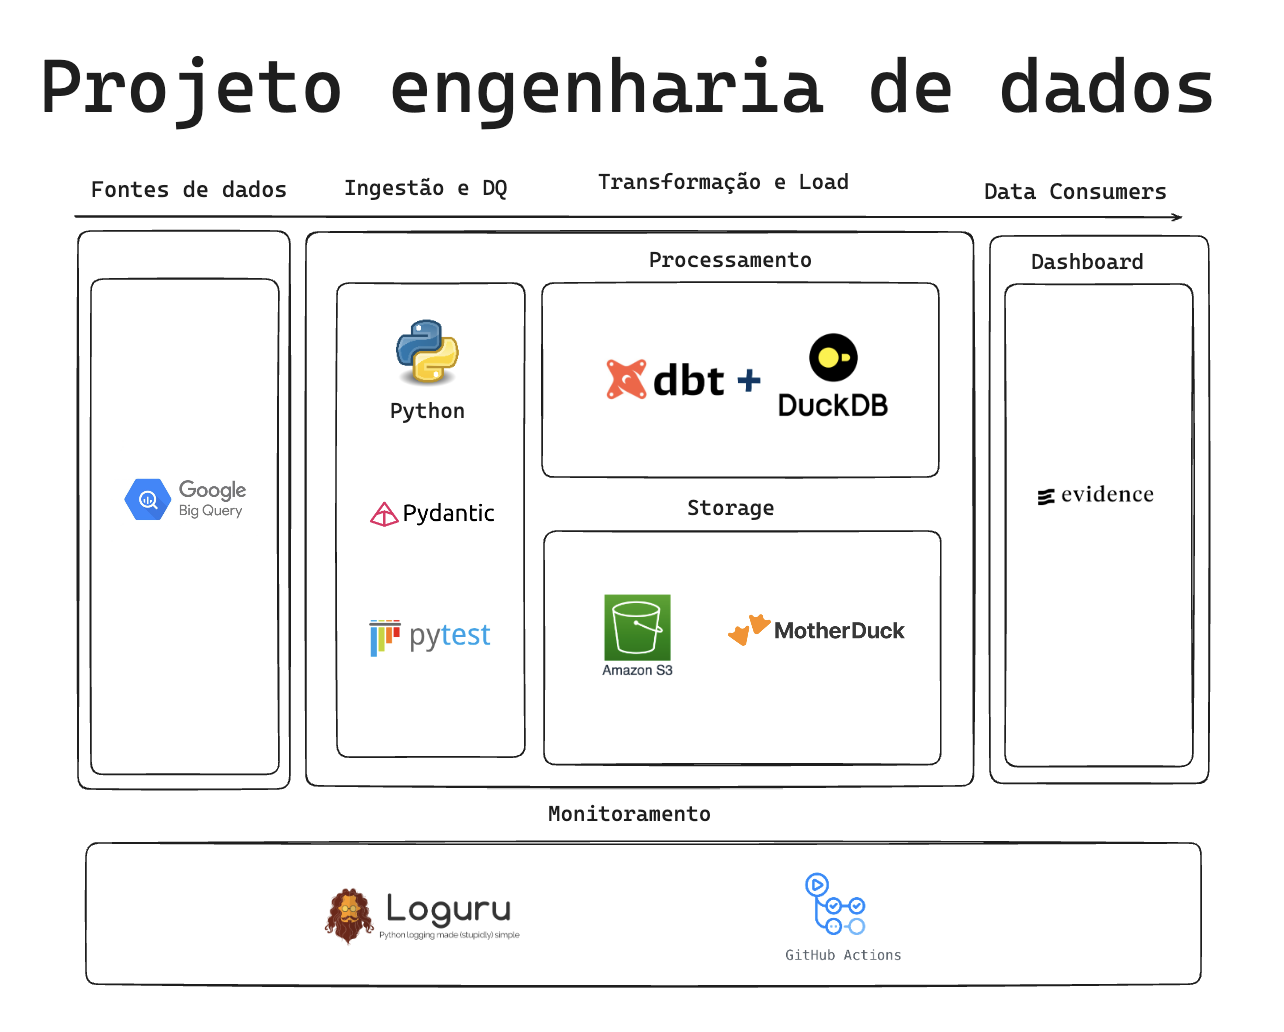 Projeto engenharia de dados
Fontes de dados
Ingestão e DQ
Transformação e Load
Data Consumers
Processamento
Dashboard
Python
dbt +
DuckDB
Google
Big Query
Pydantic
evidence
Storage
pytest
Amazon S3
MotherDuck
Monitoramento
Loguru
Python logging made (stupidly) simple
GitHub Actions